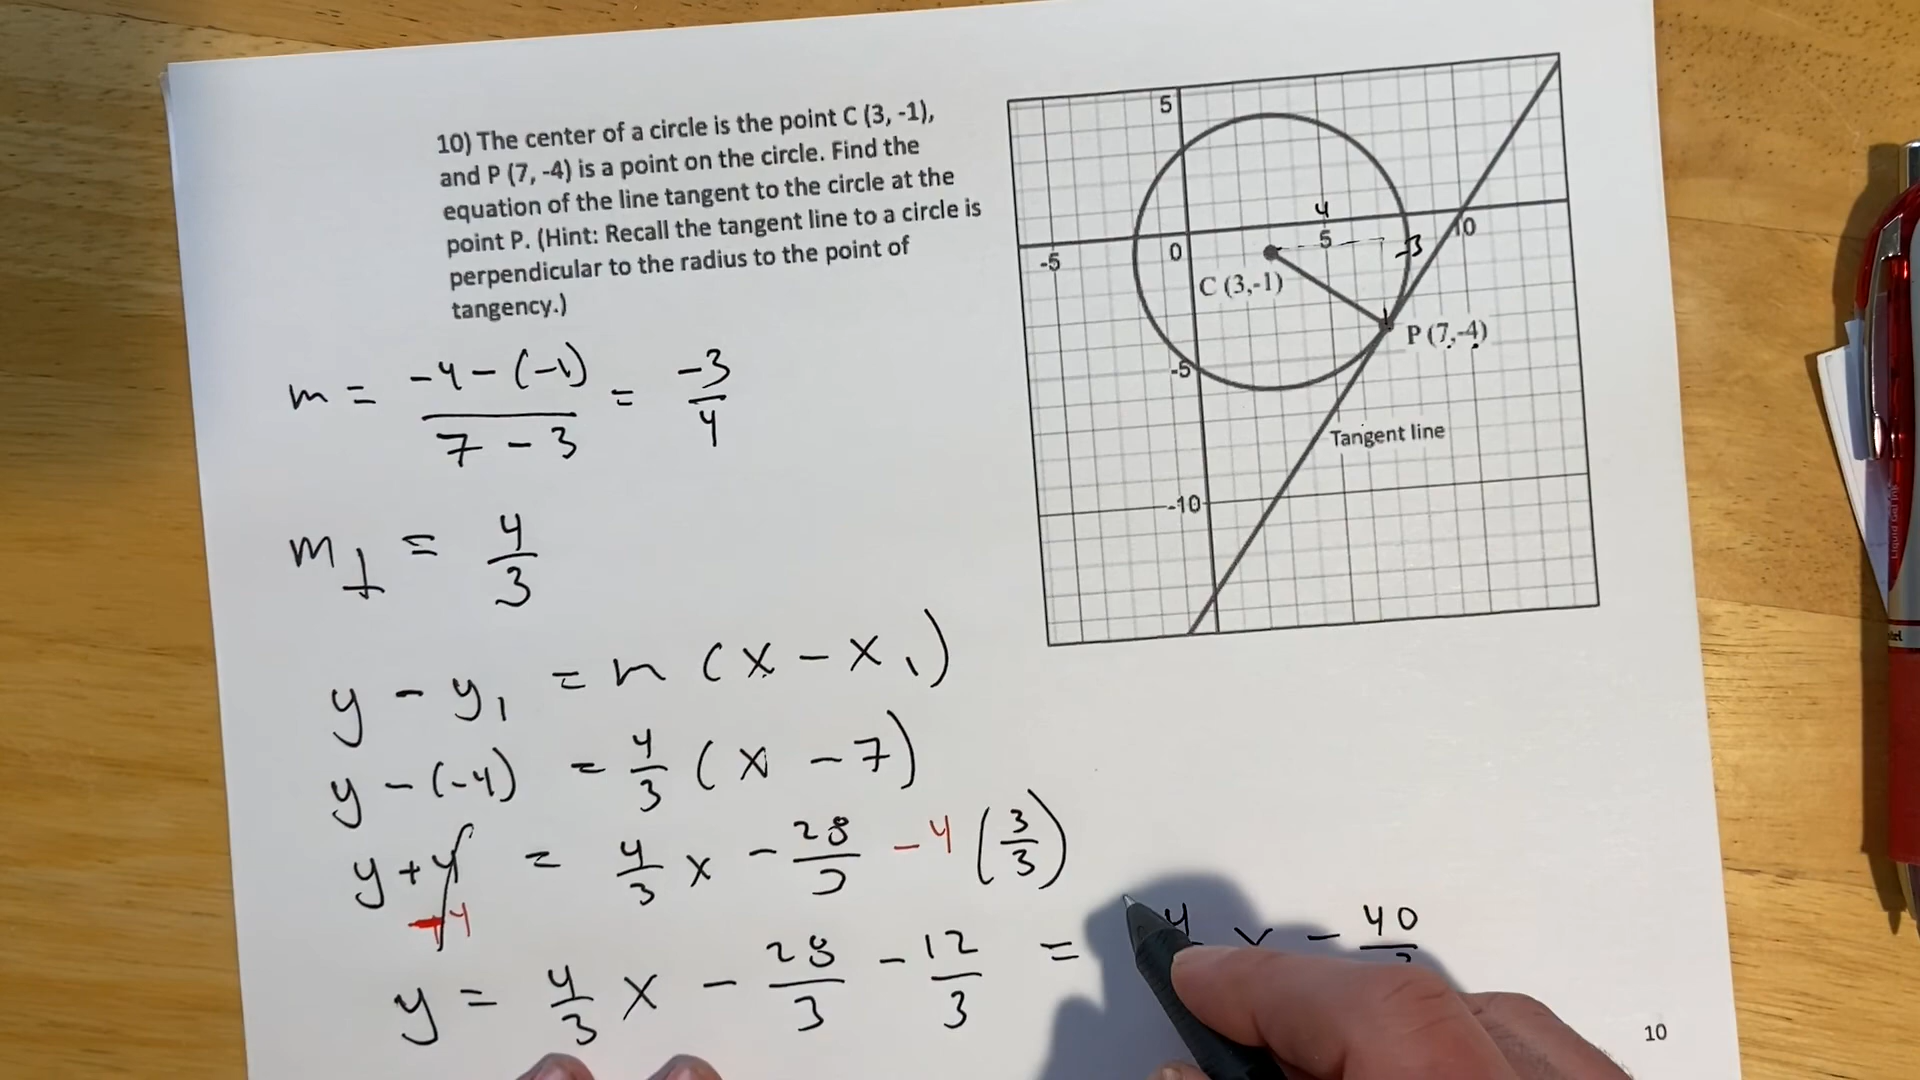 10) The center of a circle is the point C (3, -1),
and P (7, -4) is a point on the circle. Find the
equation of the line tangent to the circle at the
point P. (Hint: Recall the tangent line to a circle is
perpendicular to the radius to the point of
tangency.)
5
4
-5
0
5
-3
10
C (3,-1)
P (7,-4)
-5
Tangent line
-10
m = -4-(-1) / 7-3 = -3/4
m⊥ = 4/3
y - y₁ = m (x - x₁)
y - (-4) = 4/3 (x - 7)
y + 4 = 4/3 x - 28/3 - 4 (3/3)
-4
y = 4/3 x - 28/3 - 12/3 = 4 x - 40/3
10